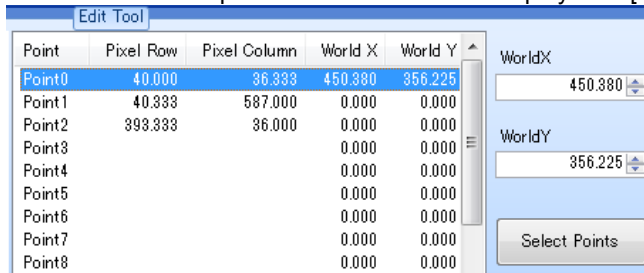 Edit Tool
Point Pixel Row Pixel Column World X World Y
Point0 40.000 36.333 450.380 356.225
Point1 40.333 587.000 0.000 0.000
Point2 393.333 36.000 0.000 0.000
Point3 0.000 0.000
Point4 0.000 0.000
Point5 0.000 0.000
Point6 0.000 0.000
Point7 0.000 0.000
Point8 0.000 0.000
WorldX
450.380
WorldY
356.225
Select Points